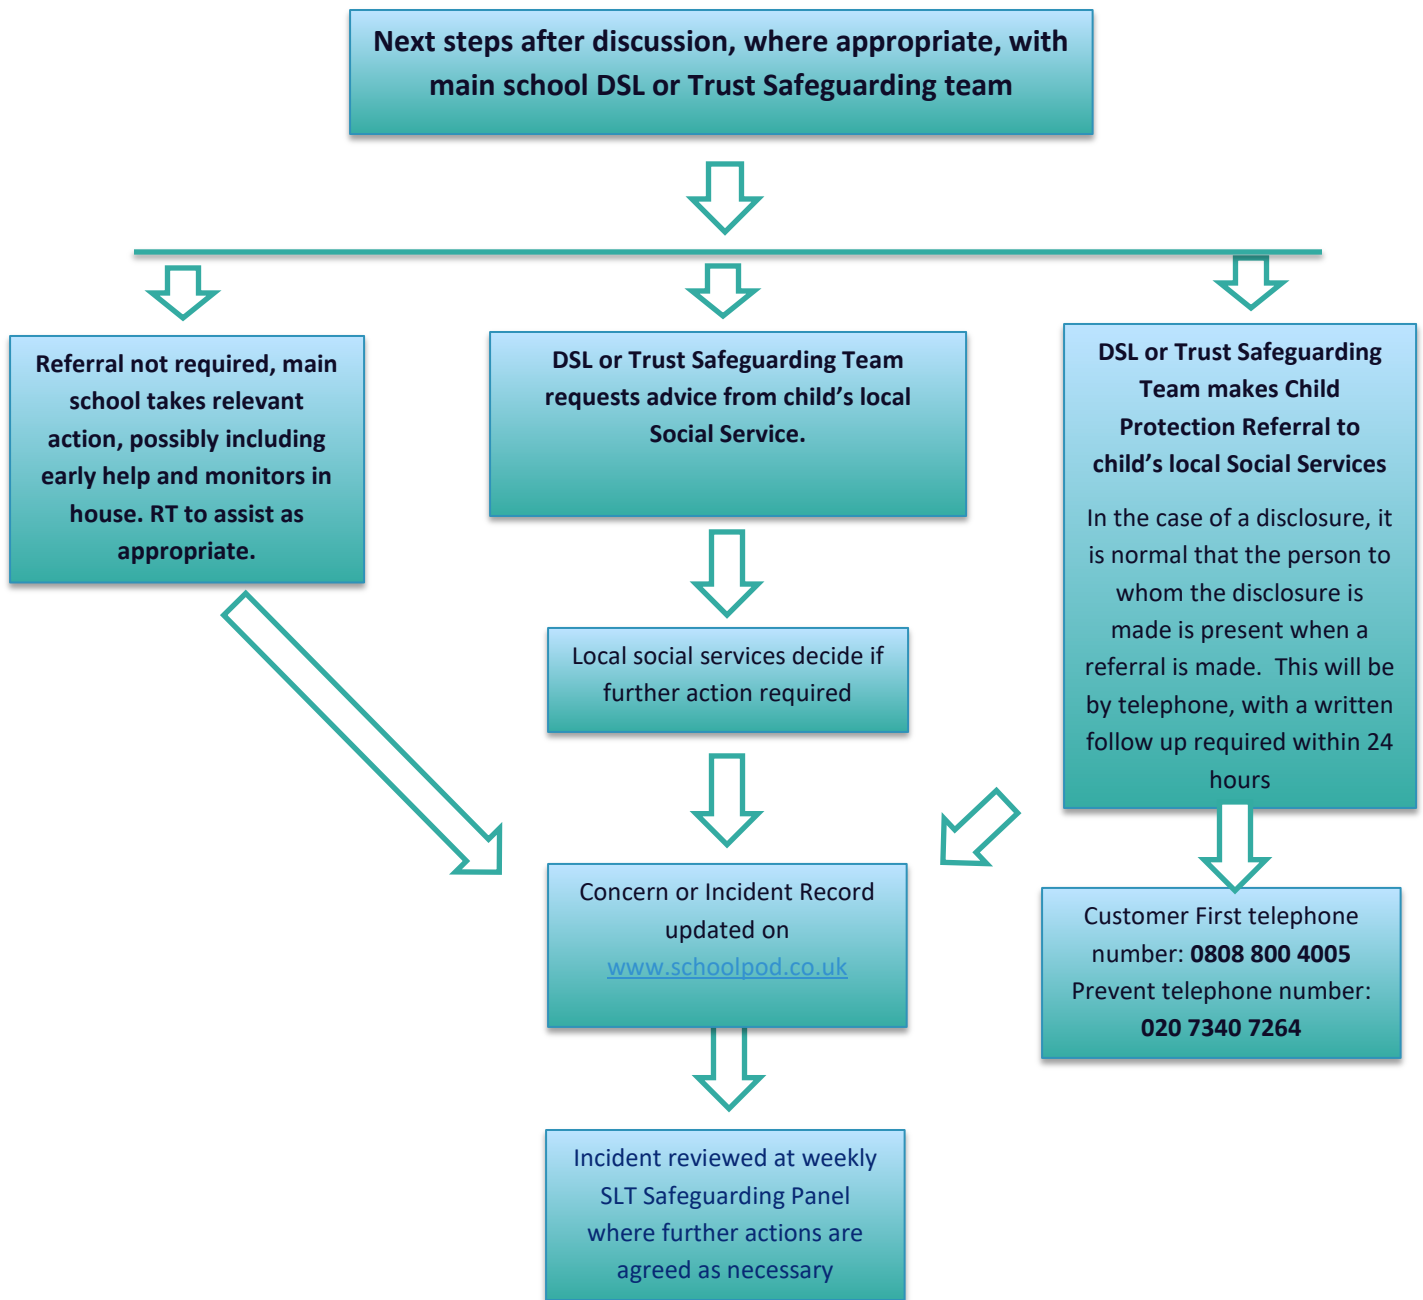 Next steps after discussion, where appropriate, with
main school DSL or Trust Safeguarding team
Referral not required, main
school takes relevant
action, possibly including
early help and monitors in
house. RT to assist as
appropriate.
DSL or Trust Safeguarding Team
requests advice from child’s local
Social Service.
DSL or Trust Safeguarding
Team makes Child
Protection Referral to
child’s local Social Services
In the case of a disclosure, it
is normal that the person to
whom the disclosure is
made is present when a
referral is made.  This will be
by telephone, with a written
follow up required within 24
hours
Local social services decide if
further action required
Concern or Incident Record
updated on
www.schoolpod.co.uk
Customer First telephone
number: 0808 800 4005
Prevent telephone number:
020 7340 7264
Incident reviewed at weekly
SLT Safeguarding Panel
where further actions are
agreed as necessary